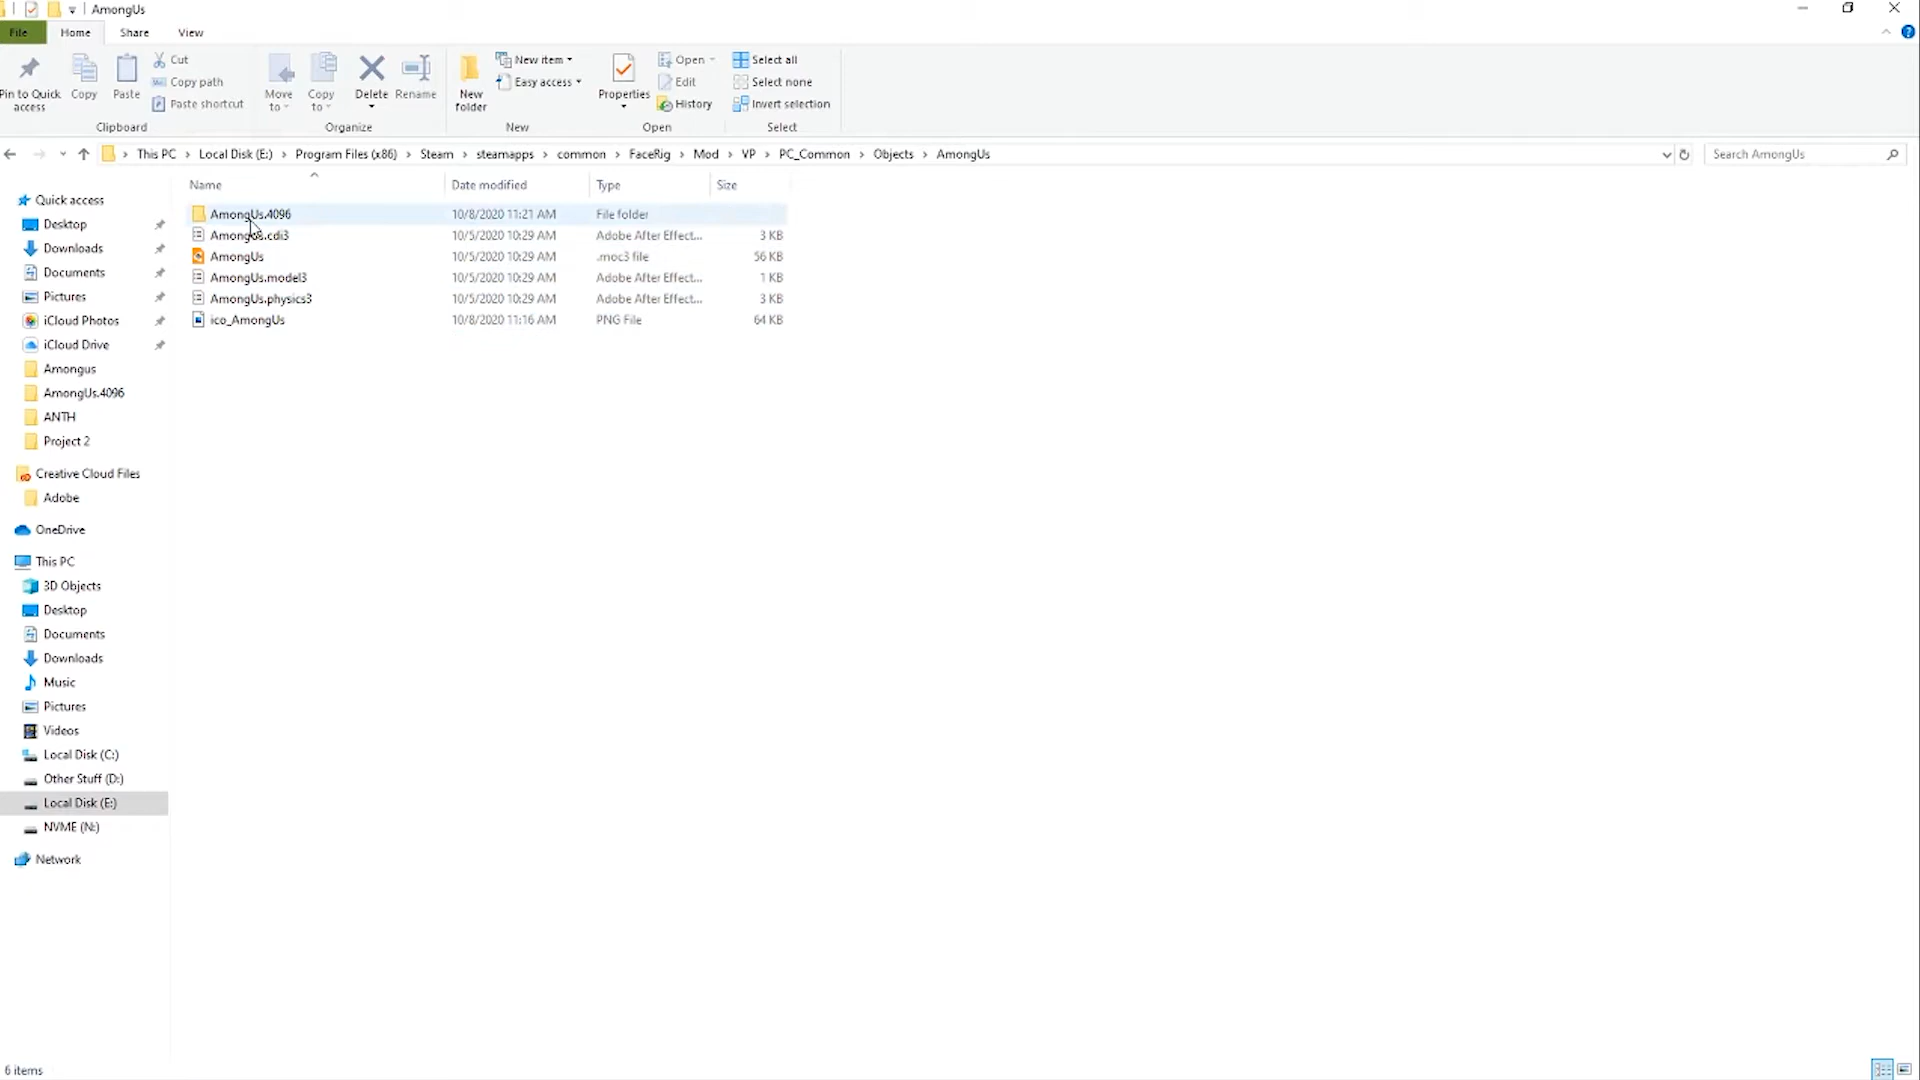 AmongUs
File Home Share View
Pin to Quick access
Copy
Paste
Cut
Copy path
Paste shortcut
Clipboard
Move to
Copy to
Delete
Rename
Organize
New folder
New item
Easy access
New
Properties
Open
Edit
History
Open
Select all
Select none
Invert selection
Select
This PC › Local Disk (E:) › Program Files (x86) › Steam › steamapps › common › FaceRig › Mod › VP › PC_Common › Objects › AmongUs
Search AmongUs
Name Date modified Type Size
AmongUs.4096 10/8/2020 11:21 AM File folder
AmongUs.cdi3 10/5/2020 10:29 AM Adobe After Effect... 3 KB
AmongUs 10/5/2020 10:29 AM .moc3 file 56 KB
AmongUs.model3 10/5/2020 10:29 AM Adobe After Effect... 1 KB
AmongUs.physics3 10/5/2020 10:29 AM Adobe After Effect... 3 KB
ico_AmongUs 10/8/2020 11:16 AM PNG File 64 KB
Quick access
Desktop
Downloads
Documents
Pictures
iCloud Photos
iCloud Drive
Amongus
AmongUs.4096
ANTH
Project 2
Creative Cloud Files
Adobe
OneDrive
This PC
3D Objects
Desktop
Documents
Downloads
Music
Pictures
Videos
Local Disk (C:)
Other Stuff (D:)
Local Disk (E:)
NVME (N:)
Network
6 items